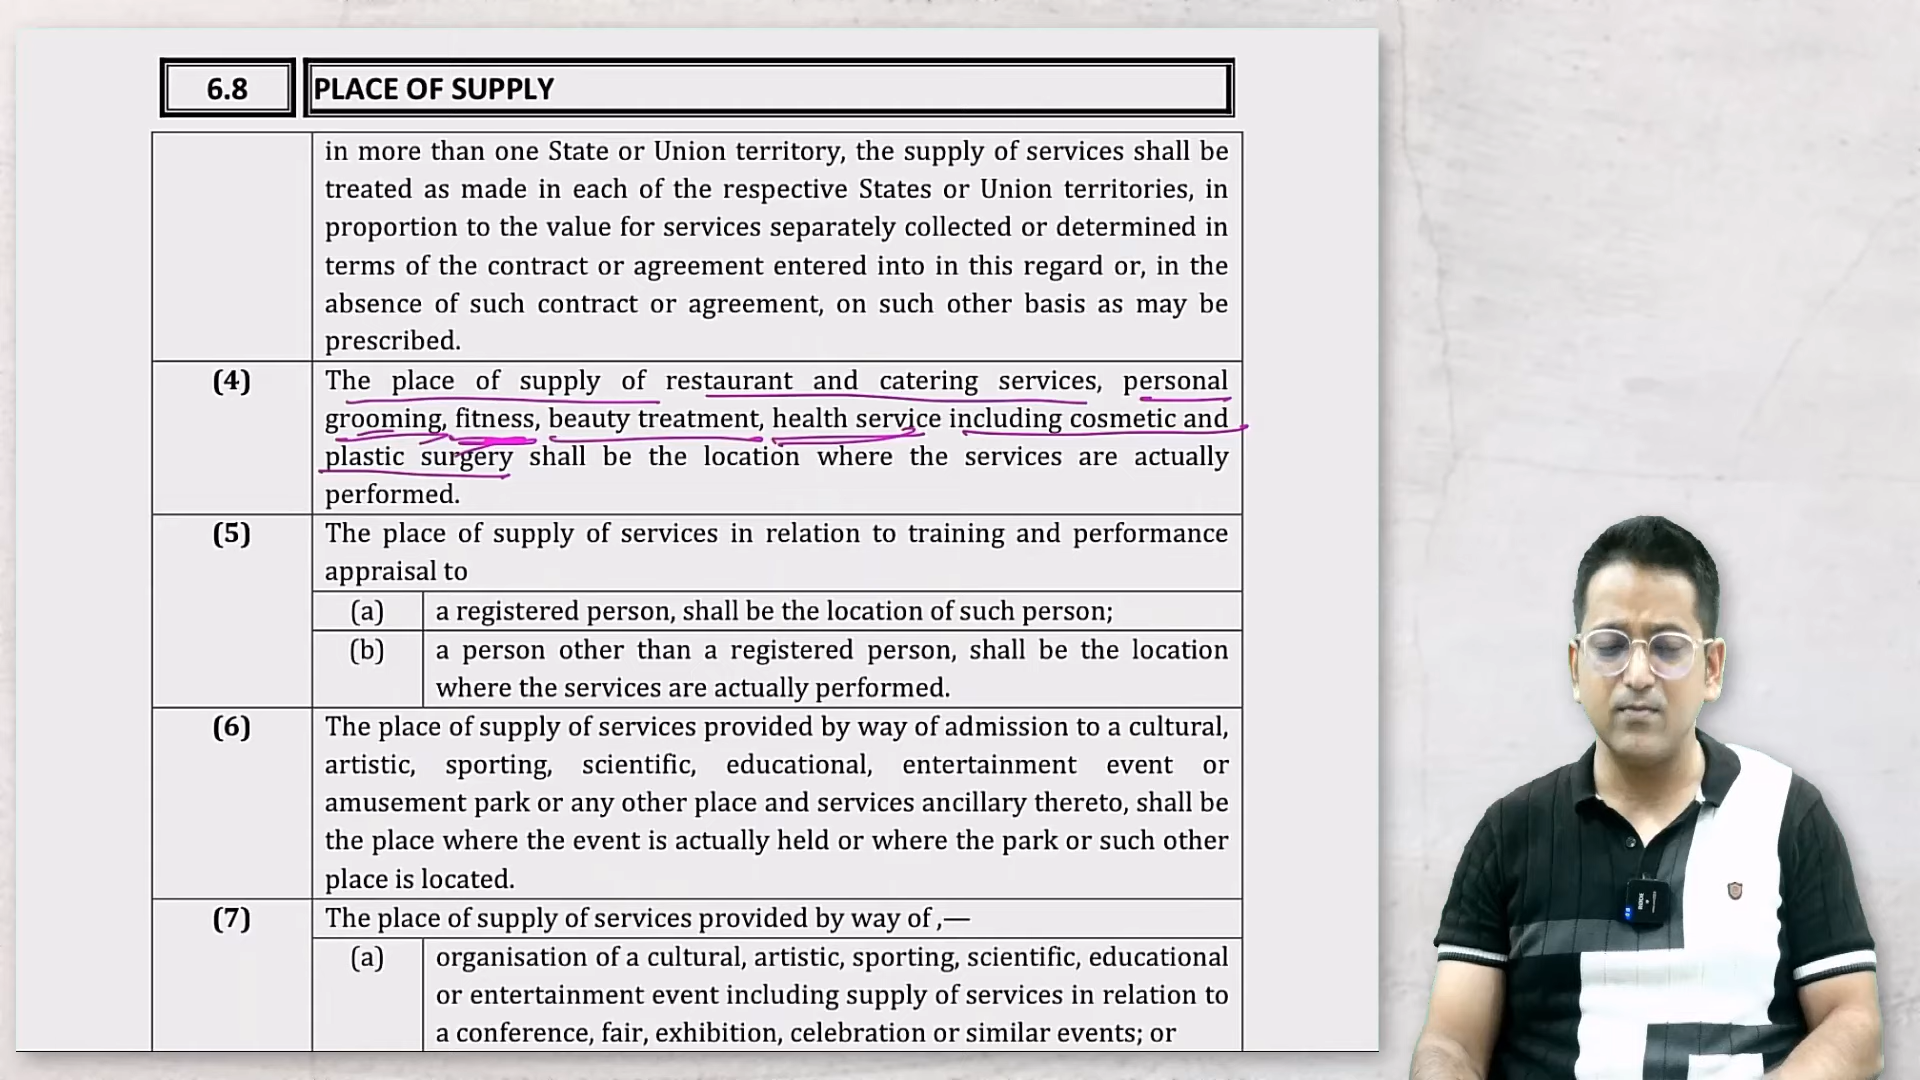 6.8 PLACE OF SUPPLY
in more than one State or Union territory, the supply of services shall be
treated as made in each of the respective States or Union territories, in
proportion to the value for services separately collected or determined in
terms of the contract or agreement entered into in this regard or, in the
absence of such contract or agreement, on such other basis as may be
prescribed.
(4) The place of supply of restaurant and catering services, personal
grooming, fitness, beauty treatment, health service including cosmetic and
plastic surgery shall be the location where the services are actually
performed.
(5) The place of supply of services in relation to training and performance
appraisal to
(a) a registered person, shall be the location of such person;
(b) a person other than a registered person, shall be the location
where the services are actually performed.
(6) The place of supply of services provided by way of admission to a cultural,
artistic, sporting, scientific, educational, entertainment event or
amusement park or any other place and services ancillary thereto, shall be
the place where the event is actually held or where the park or such other
place is located.
(7) The place of supply of services provided by way of ,—
(a) organisation of a cultural, artistic, sporting, scientific, educational
or entertainment event including supply of services in relation to
a conference, fair, exhibition, celebration or similar events; or